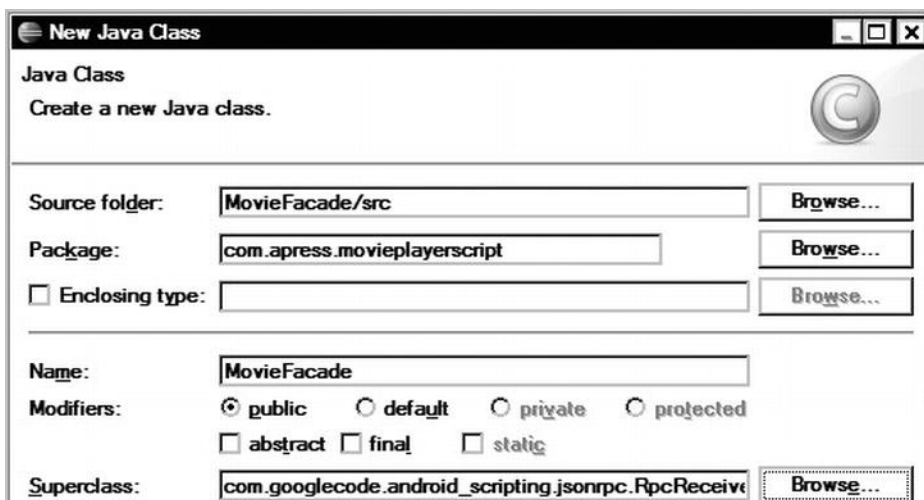 New Java Class
Java Class
Create a new Java class.
C
Source folder: MovieFacade/src Browse...
Package: com.apress.movieplayerscript Browse...
Enclosing type: Browse...
Name: MovieFacade
Modifiers: public default private protected
abstract final static
Superclass: com.googlecode.android_scripting.jsonrpc.RpcReceive Browse...